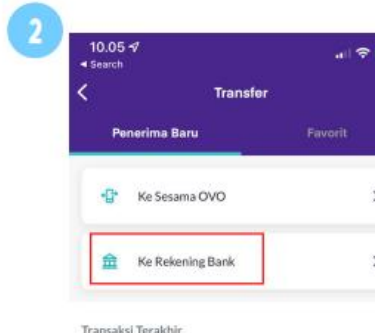 2
10.05
◀ Search
Transfer
Penerima Baru Favorit
Ke Sesama OVO
Ke Rekening Bank
Transaksi Terakhir